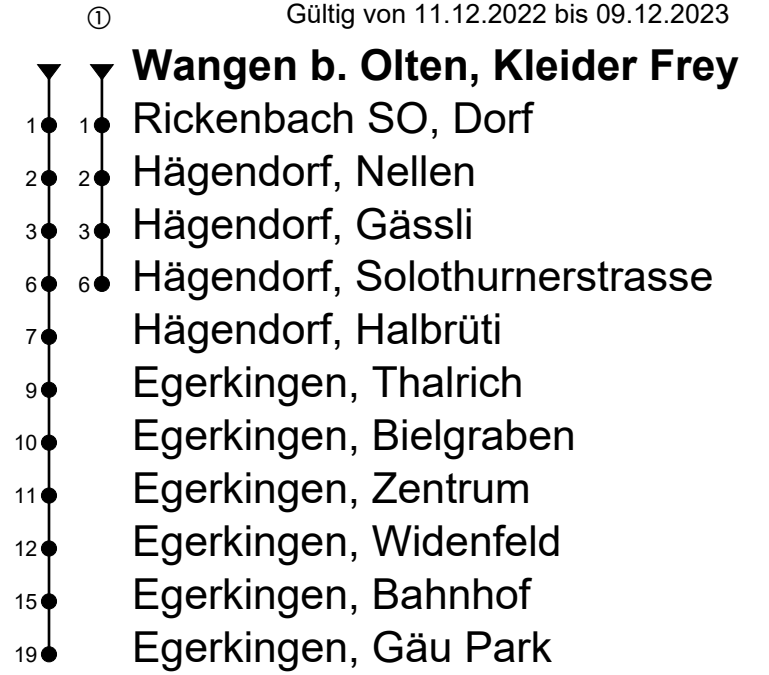 ① Gültig von 11.12.2022 bis 09.12.2023
Wangen b. Olten, Kleider Frey
1 1 Rickenbach SO, Dorf
2 2 Hägendorf, Nellen
3 3 Hägendorf, Gässli
6 6 Hägendorf, Solothurnerstrasse
7 Hägendorf, Halbrüti
9 Egerkingen, Thalrich
10 Egerkingen, Bielgraben
11 Egerkingen, Zentrum
12 Egerkingen, Widenfeld
15 Egerkingen, Bahnhof
19 Egerkingen, Gäu Park